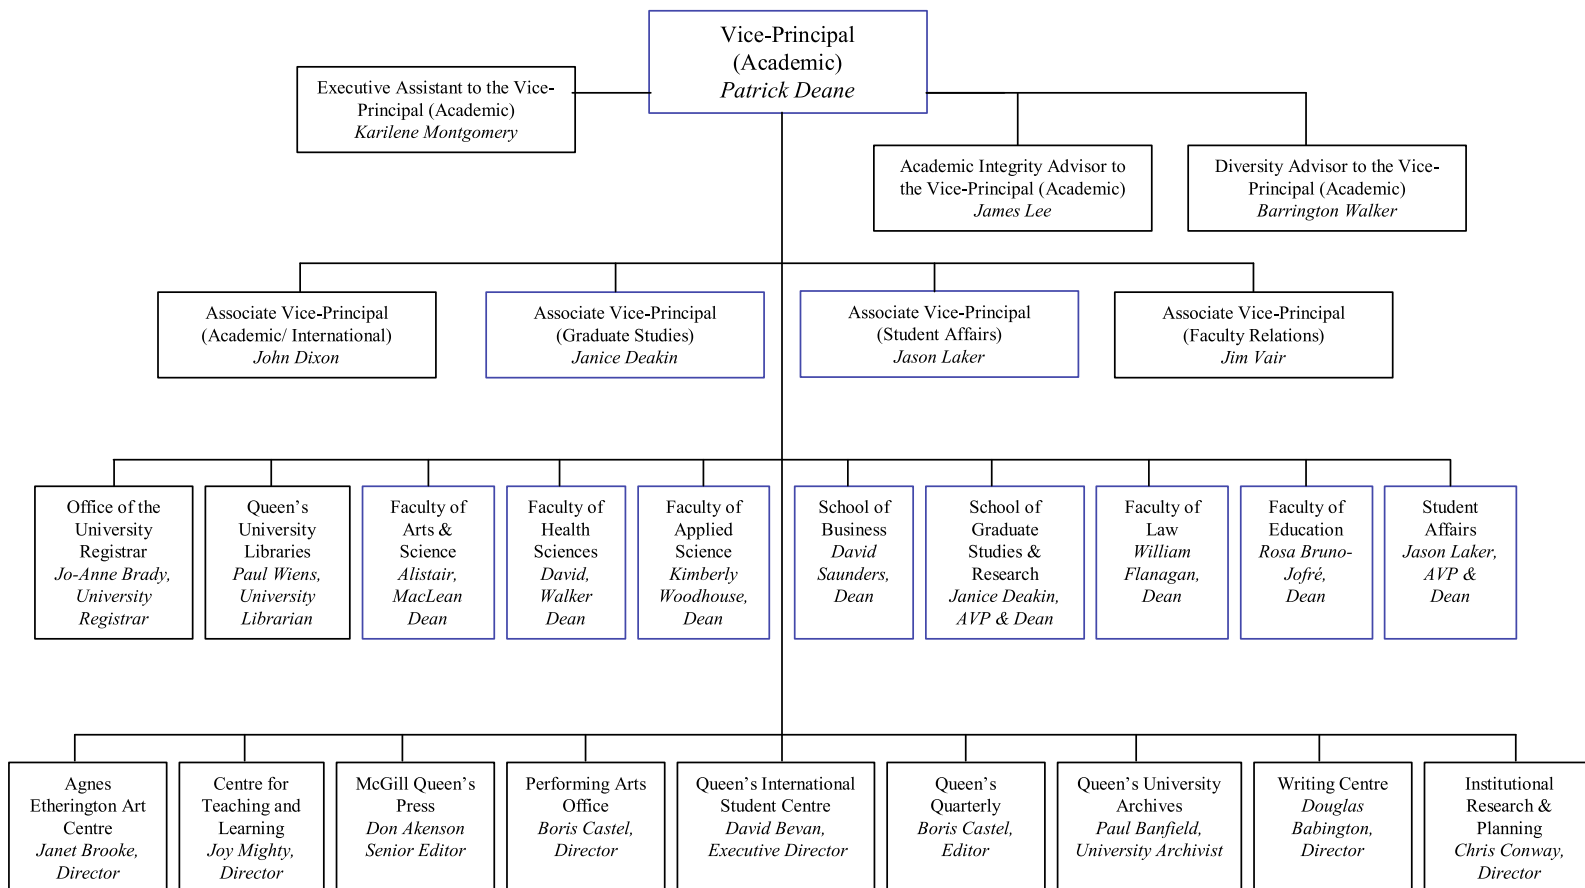 Vice-Principal
(Academic)
Patrick Deane
Executive Assistant to the Vice-
Principal (Academic)
Karilene Montgomery
Academic Integrity Advisor to
the Vice-Principal (Academic)
James Lee
Diversity Advisor to the Vice-
Principal (Academic)
Barrington Walker
Associate Vice-Principal
(Academic/ International)
John Dixon
Associate Vice-Principal
(Graduate Studies)
Janice Deakin
Associate Vice-Principal
(Student Affairs)
Jason Laker
Associate Vice-Principal
(Faculty Relations)
Jim Vair
Office of the
University
Registrar
Jo-Anne Brady,
University
Registrar
Queen’s
University
Libraries
Paul Wiens,
University
Librarian
Faculty of
Arts &
Science
Alistair,
MacLean
Dean
Faculty of
Health
Sciences
David,
Walker
Dean
Faculty of
Applied
Science
Kimberly
Woodhouse,
Dean
School of
Business
David
Saunders,
Dean
School of
Graduate
Studies &
Research
Janice Deakin,
AVP & Dean
Faculty of
Law
William
Flanagan,
Dean
Faculty of
Education
Rosa Bruno-
Jofré,
Dean
Student
Affairs
Jason Laker,
AVP &
Dean
Agnes
Etherington Art
Centre
Janet Brooke,
Director
Centre for
Teaching and
Learning
Joy Mighty,
Director
McGill Queen’s
Press
Don Akenson
Senior Editor
Performing Arts
Office
Boris Castel,
Director
Queen’s International
Student Centre
David Bevan,
Executive Director
Queen’s
Quarterly
Boris Castel,
Editor
Queen’s University
Archives
Paul Banfield,
University Archivist
Writing Centre
Douglas
Babington,
Director
Institutional
Research &
Planning
Chris Conway,
Director